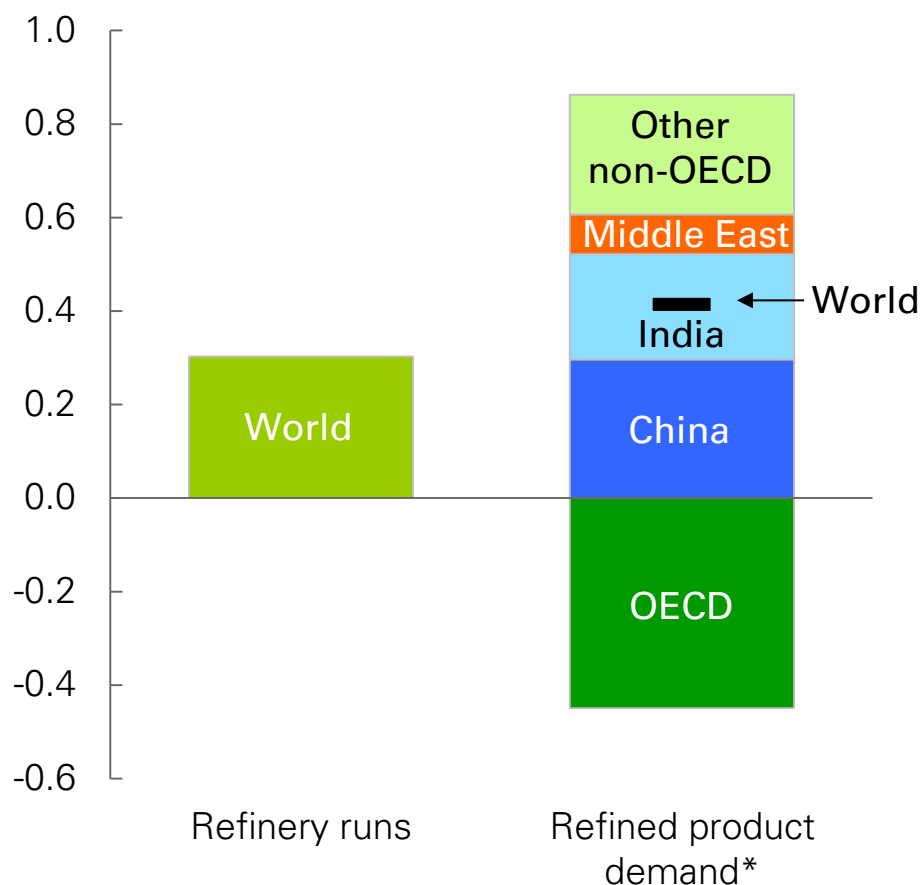 1.0
0.8
0.6
0.4
0.2
0.0
-0.2
-0.4
-0.6
World
Other
non-OECD
Middle East
World
India
China
OECD
Refinery runs
Refined product
demand*